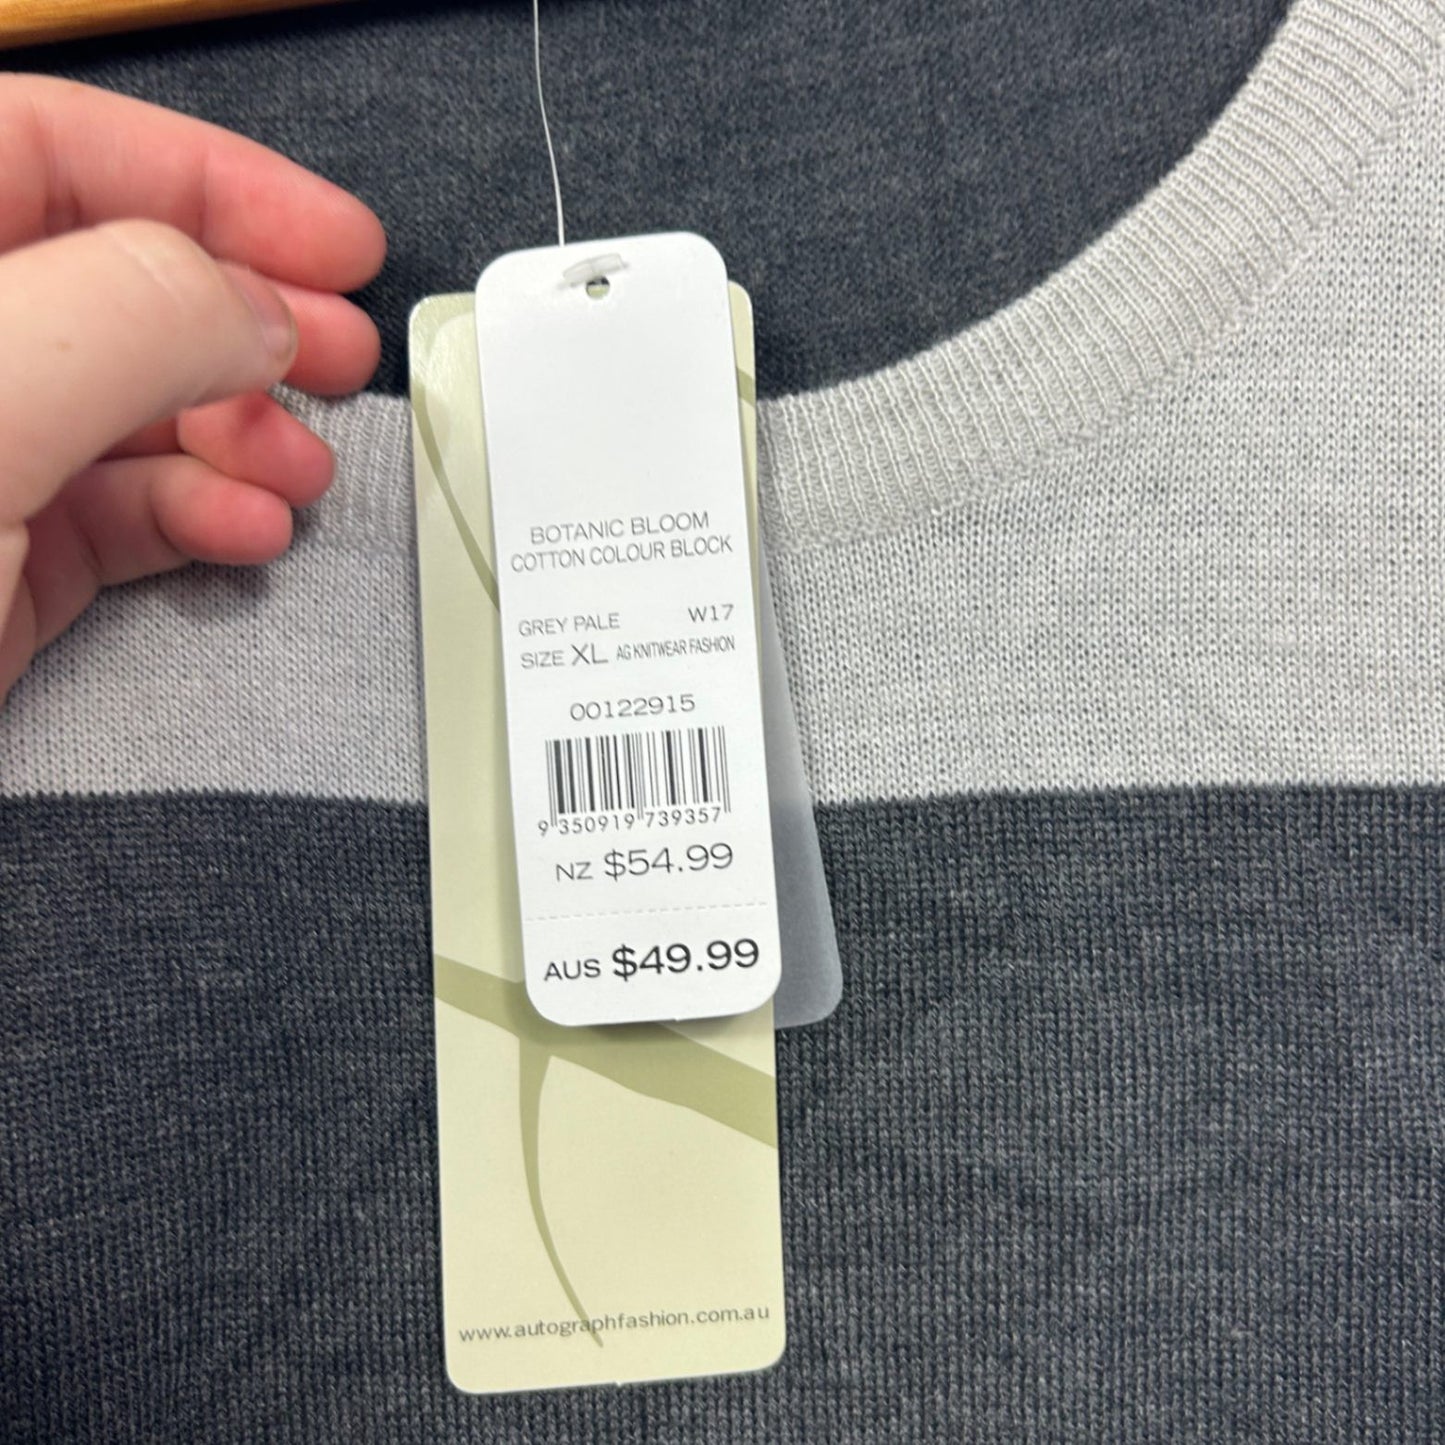 BOTANIC BLOOM
COTTON COLOUR BLOCK
GREY PALE W17
SIZE XL AG KNITWEAR FASHION
00122915
9 350919 739357
NZ $54.99
AUS $49.99
www.autographfashion.com.au